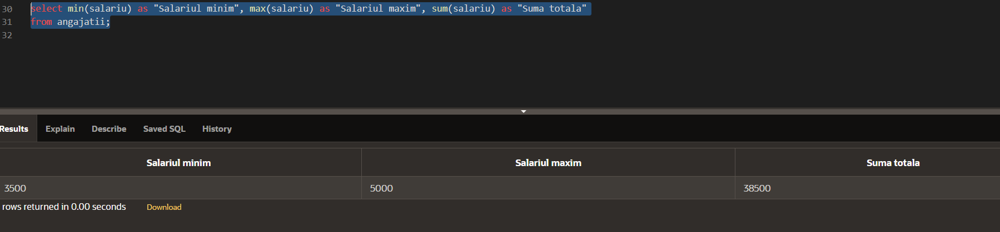 30 select min(salariu) as "Salariul minim", max(salariu) as "Salariul maxim", sum(salariu) as "Suma totala"
31 from angajatii;
32
Results Explain Describe Saved SQL History
Salariul minim Salariul maxim Suma totala
3500 5000 38500
rows returned in 0.00 seconds Download